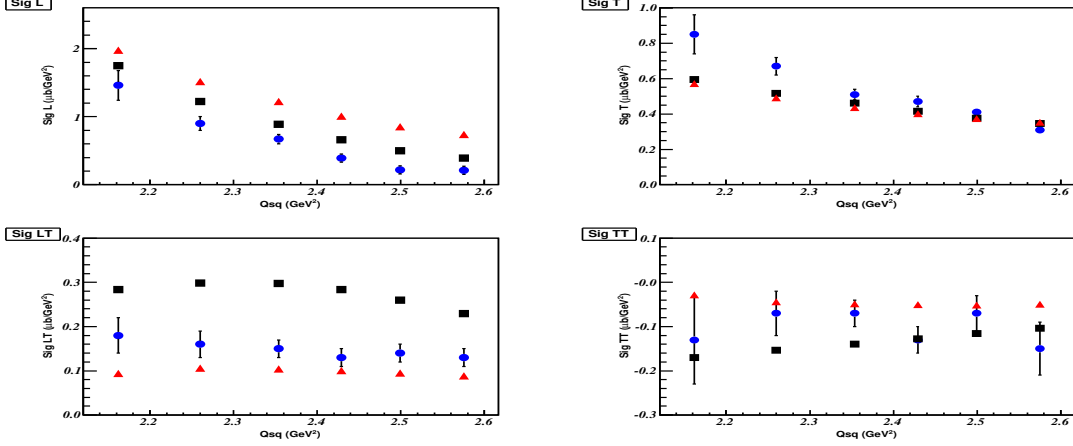 Sig L
Sig L (μb/GeV²)
2
1
0
2.2 2.3 2.4 2.5 2.6
Qsq (GeV²)
Sig T
Sig T (μb/GeV²)
1.0
0.8
0.6
0.4
0.2
0.0
2.2 2.3 2.4 2.5 2.6
Qsq (GeV²)
Sig LT
Sig LT (μb/GeV²)
0.4
0.3
0.2
0.1
0.0
2.2 2.3 2.4 2.5 2.6
Qsq (GeV²)
Sig TT
Sig TT (μb/GeV²)
0.1
-0.0
-0.1
-0.2
-0.3
2.2 2.3 2.4 2.5 2.6
Qsq (GeV²)